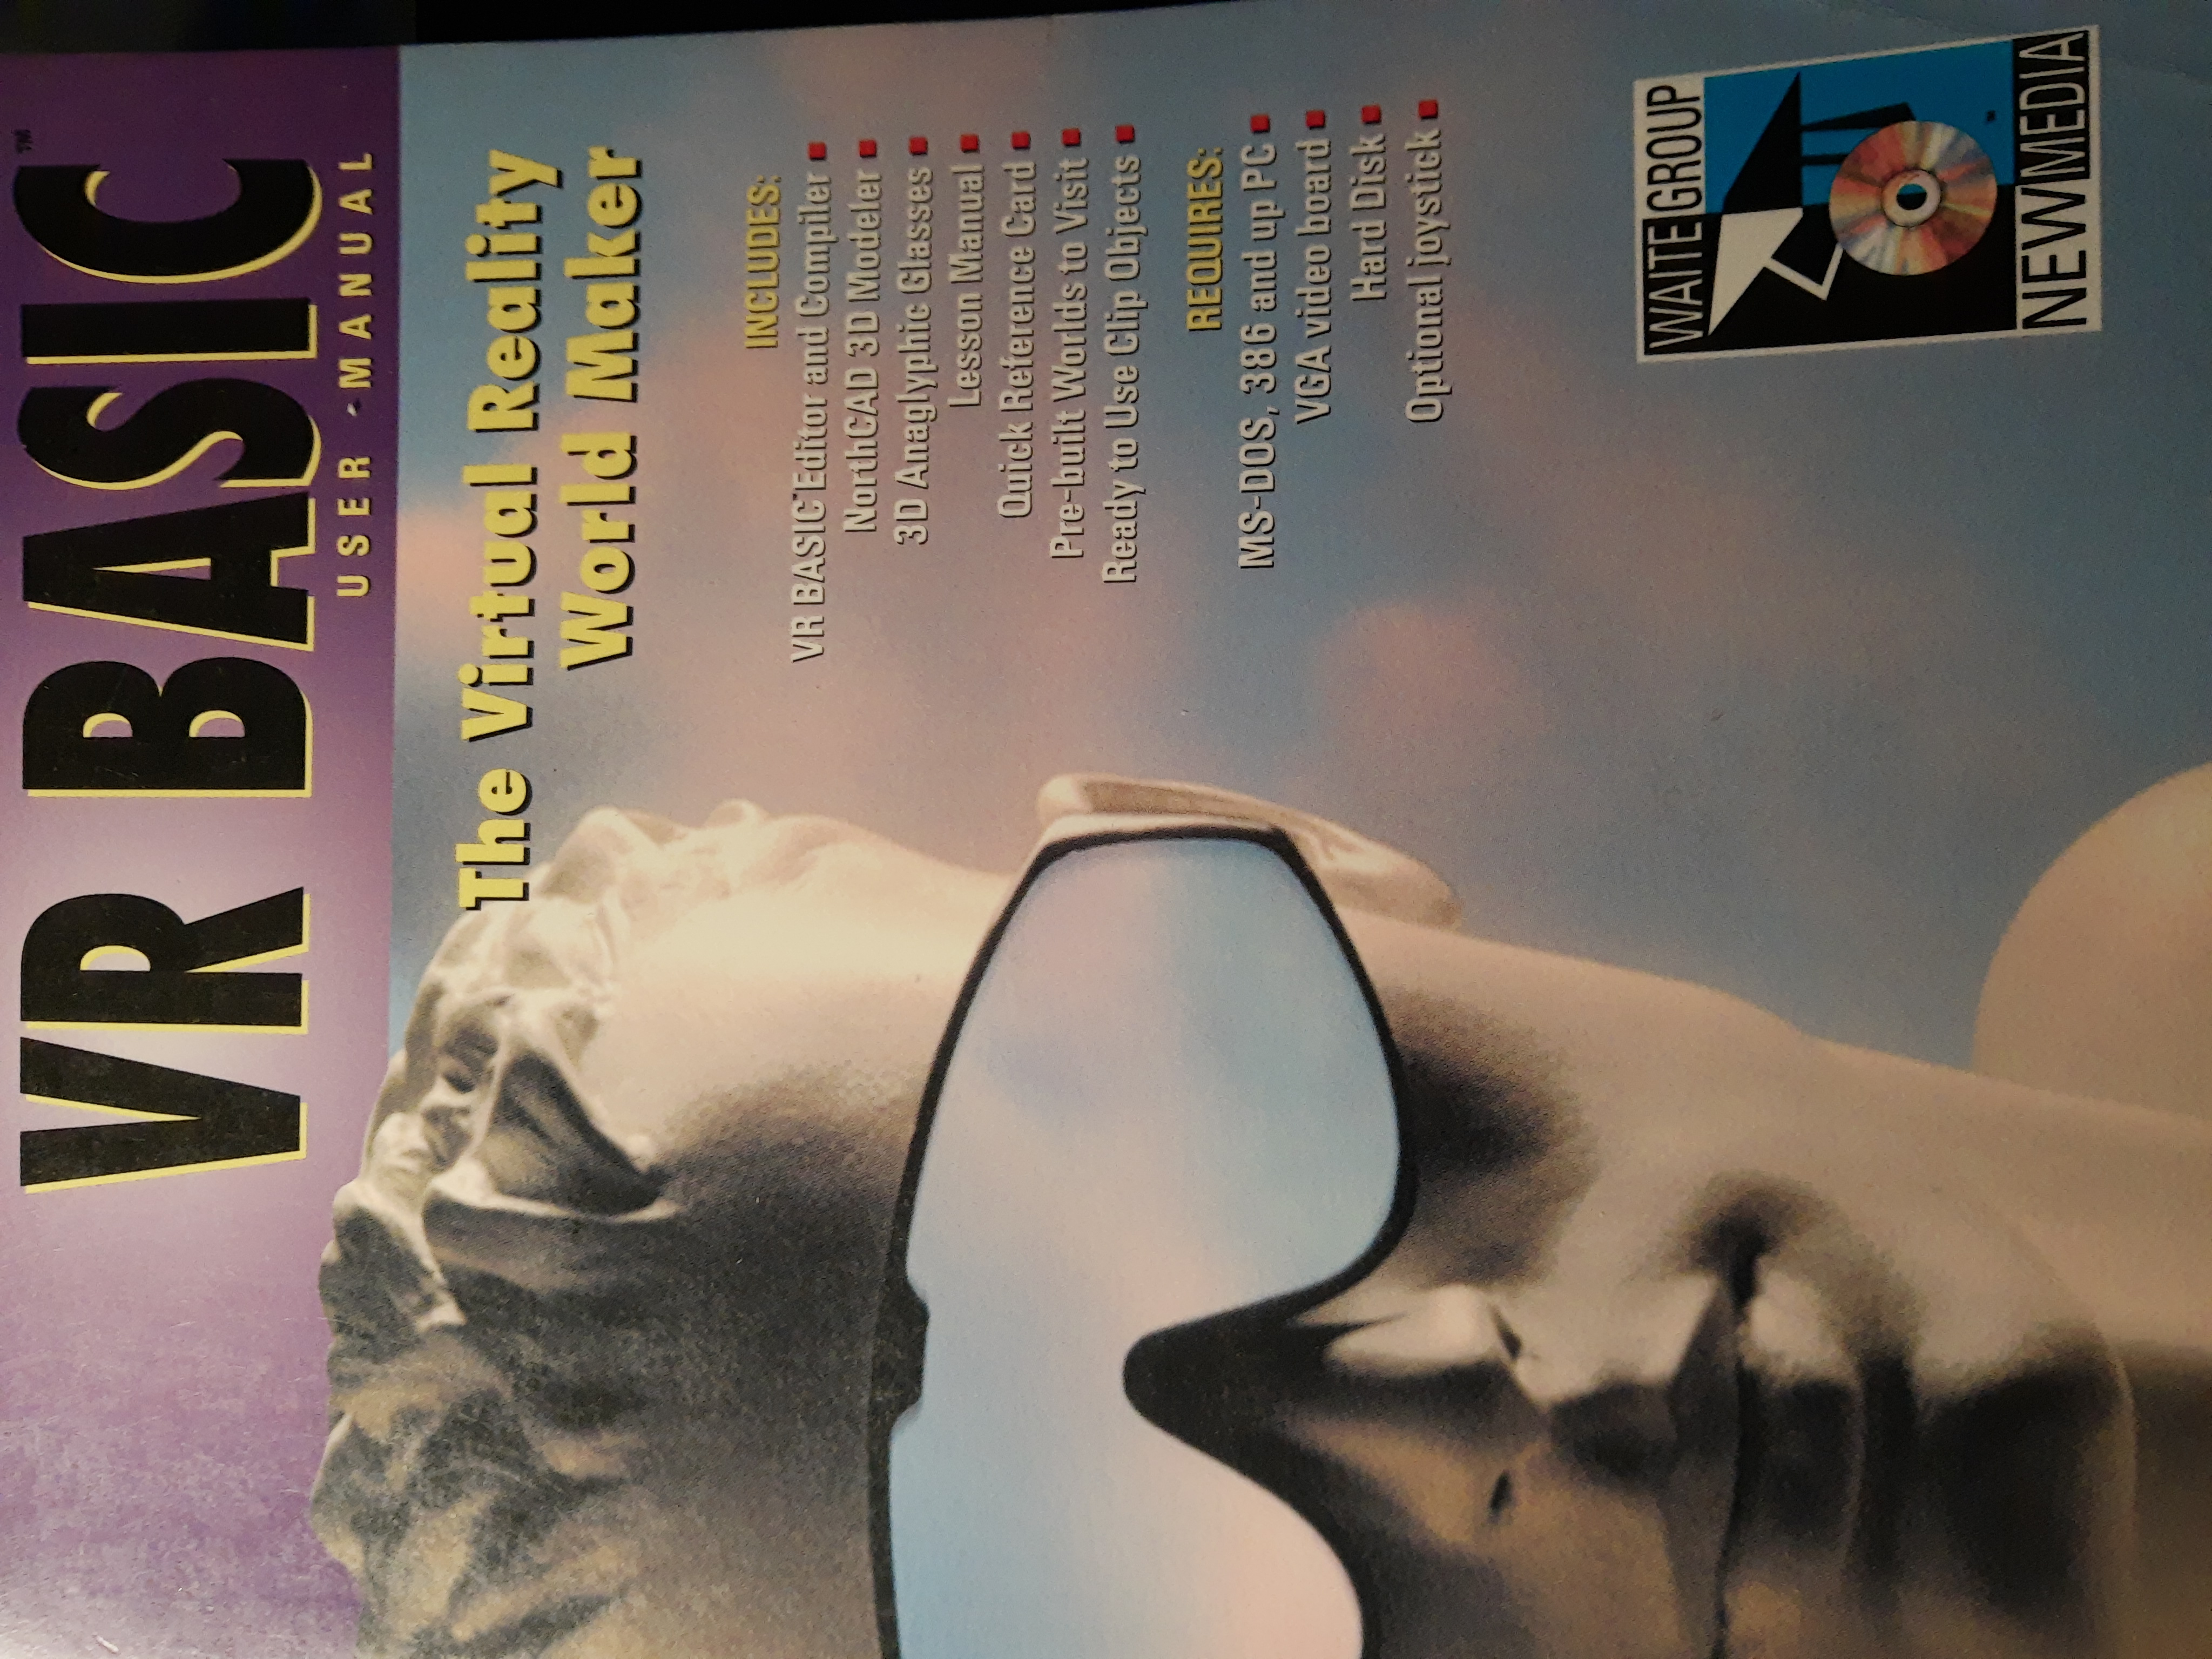 VR BASIC™
USER MANUAL
The Virtual Reality
World Maker
INCLUDES:
VR BASIC™ Editor and Compiler
NorthCAD 3D Modeler
3D Anaglyphic Glasses
Lesson Manual
Quick Reference Card
Pre-built Worlds to Visit
Ready to Use Clip Objects
REQUIRES:
MS-DOS, 386 and up PC
VGA video board
Hard Disk
Optional joystick
WAITE GROUP
NEW MEDIA